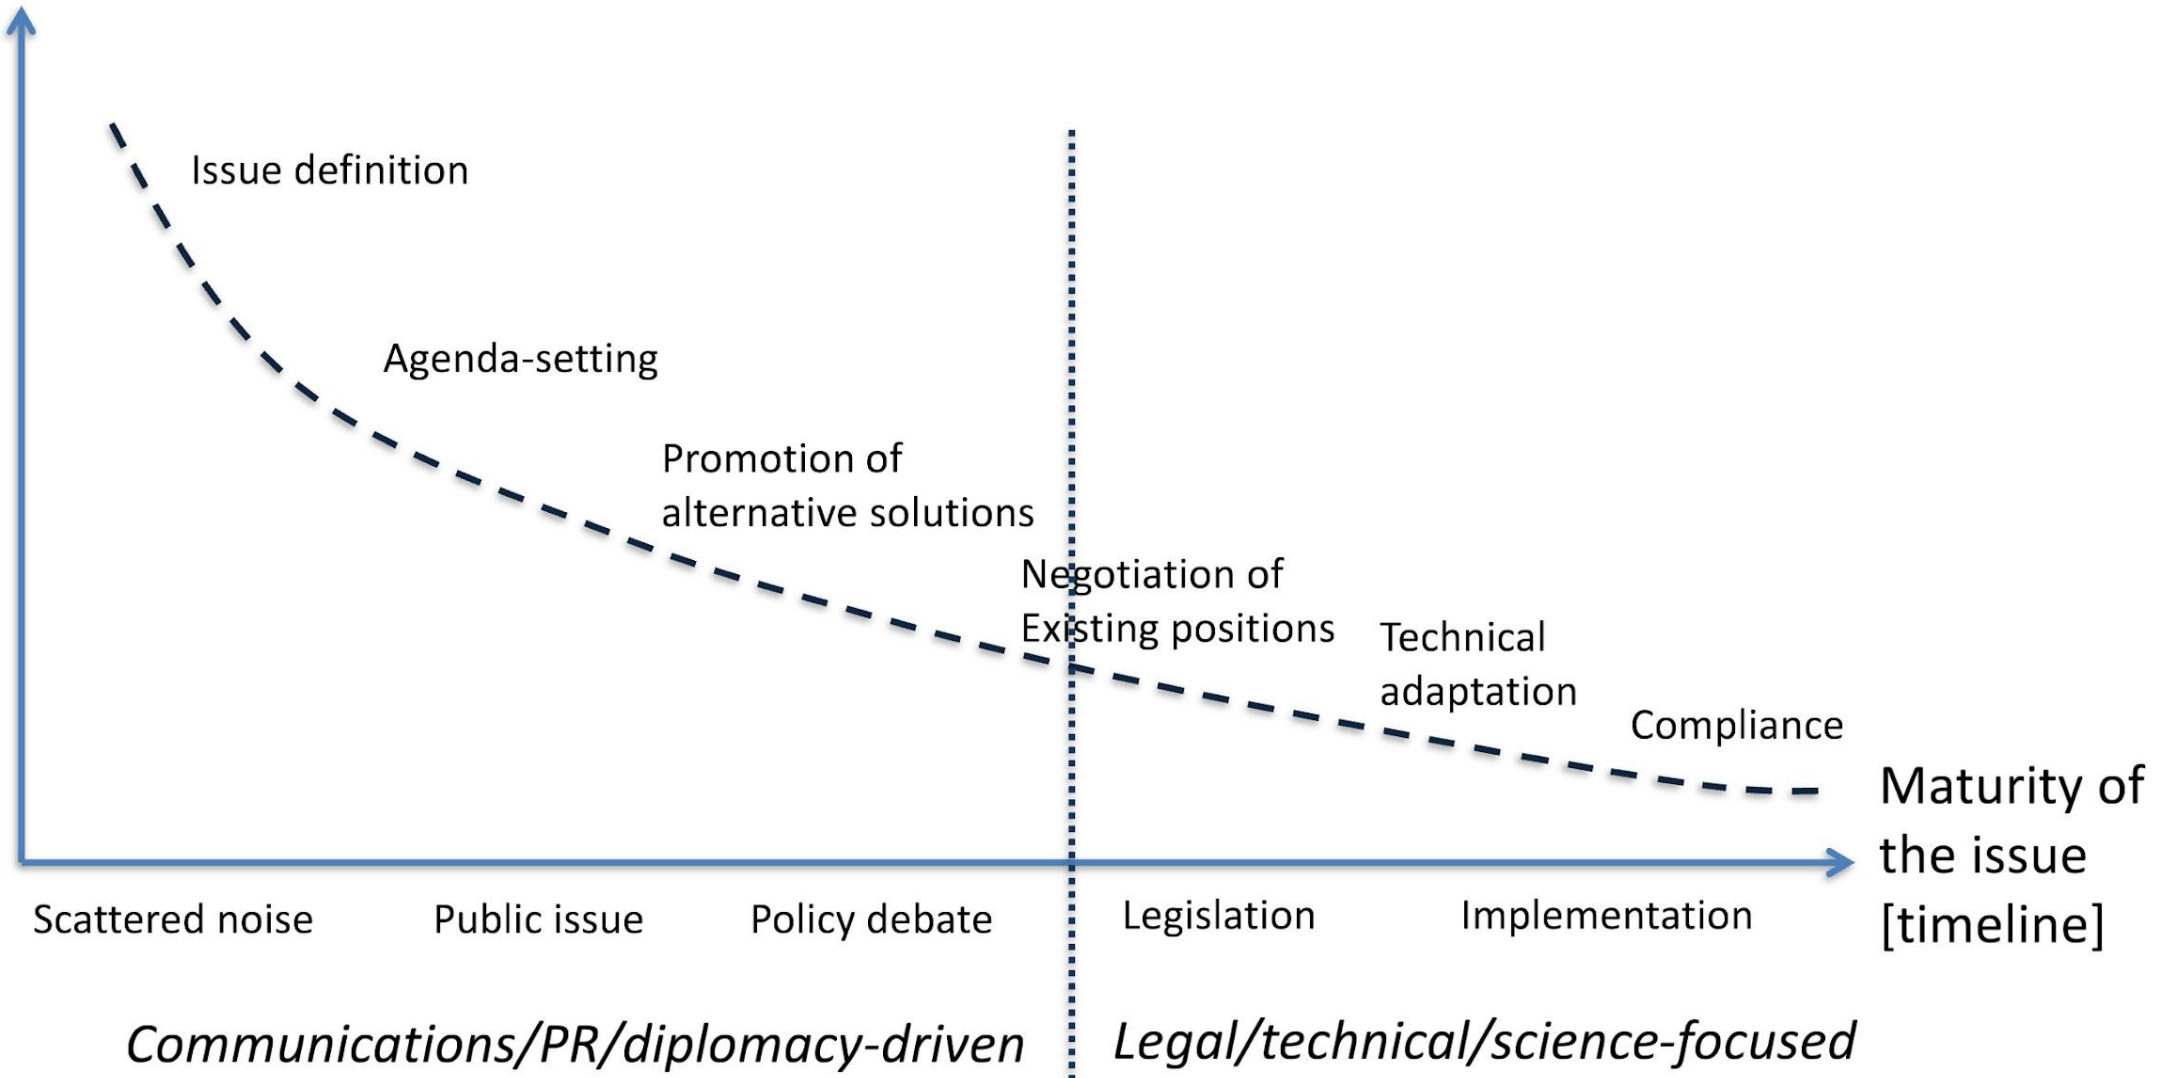 Issue definition
Agenda-setting
Promotion of
alternative solutions
Negotiation of
Existing positions
Technical
adaptation
Compliance
Maturity of
the issue
[timeline]
Scattered noise
Public issue
Policy debate
Legislation
Implementation
Communications/PR/diplomacy-driven
Legal/technical/science-focused